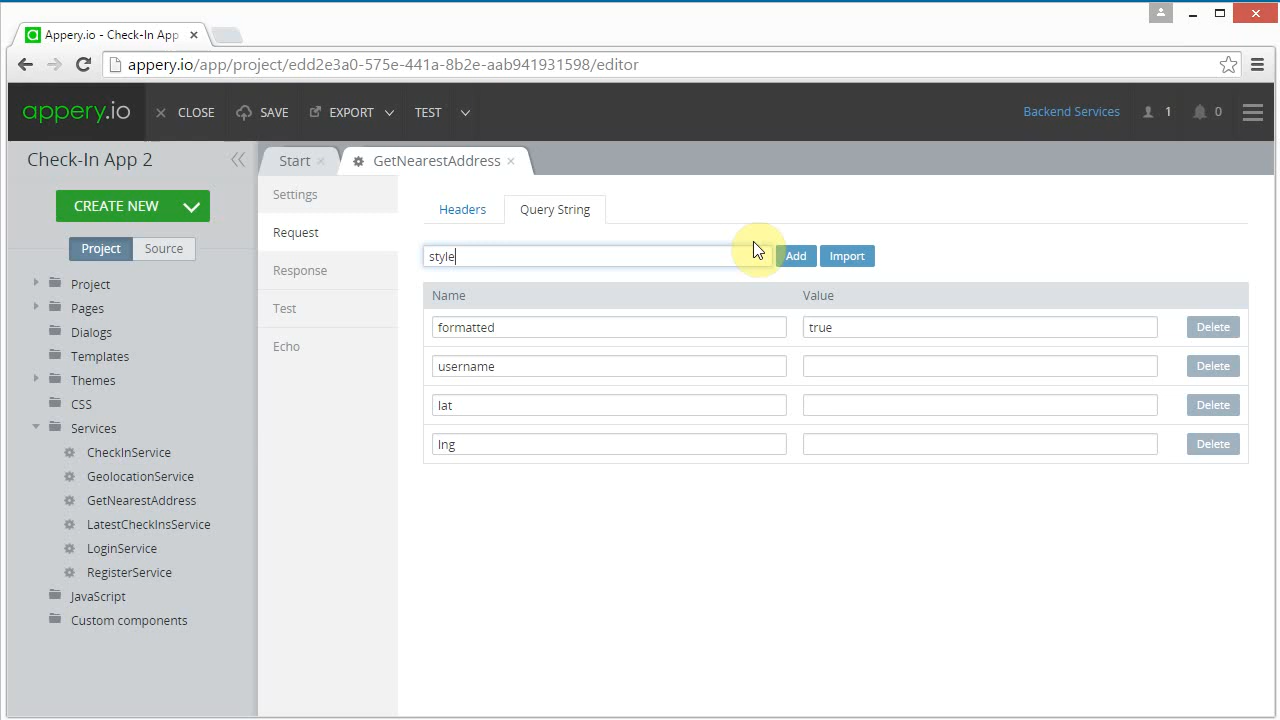 Appery.io - Check-In App
appery.io/app/project/edd2e3a0-575e-441a-8b2e-aab941931598/editor
appery.io
CLOSE
SAVE
EXPORT
TEST
Backend Services
1
0
Check-In App 2
CREATE NEW
Project
Source
Project
Pages
Dialogs
Templates
Themes
CSS
Services
CheckInService
GeolocationService
GetNearestAddress
LatestCheckInsService
LoginService
RegisterService
JavaScript
Custom components
Start
GetNearestAddress
Settings
Request
Response
Test
Echo
Headers
Query String
style
Add
Import
Name
Value
formatted
true
Delete
username
Delete
lat
Delete
lng
Delete